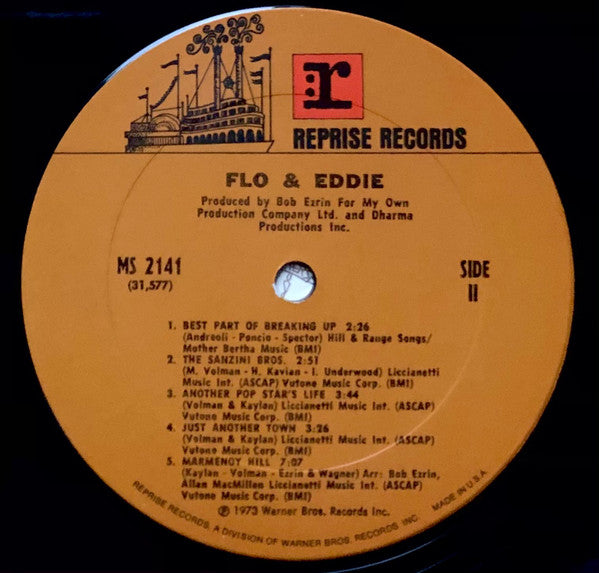 r
REPRISE RECORDS
FLO & EDDIE
Produced by Bob Ezrin For My Own
Production Company Ltd. and Dharma
Productions Inc.
MS 2141
(31,577)
SIDE
II
1. BEST PART OF BREAKING UP 2:26
(Andreoli - Poncio - Spector) Hill & Range Songs/
Mother Bertha Music (BMI)
2. THE SANZINI BROS. 2:51
(M. Volman - H. Kavian - I. Underwood) Liccianetti
Music Int. (ASCAP) Vutone Music Corp. (BMI)
3. ANOTHER POP STAR'S LIFE 3:44
(Volman & Kaylan) Liccianetti Music Int. (ASCAP)
Vutone Music Corp. (BMI)
4. JUST ANOTHER TOWN 3:26
(Volman & Kaylan) Liccianetti Music Int. (ASCAP)
Vutone Music Corp. (BMI)
5. MARMENDY HILL 7:07
(Kaylan - Volman - Ezrin & Wagner) Arr: Bob Ezrin,
Allan MacMillan Liccianetti Music Int. (ASCAP)
Vutone Music Corp. (BMI)
℗ 1973 Warner Bros. Records Inc.
REPRISE RECORDS, A DIVISION OF WARNER BROS. RECORDS INC. MADE IN U.S.A.